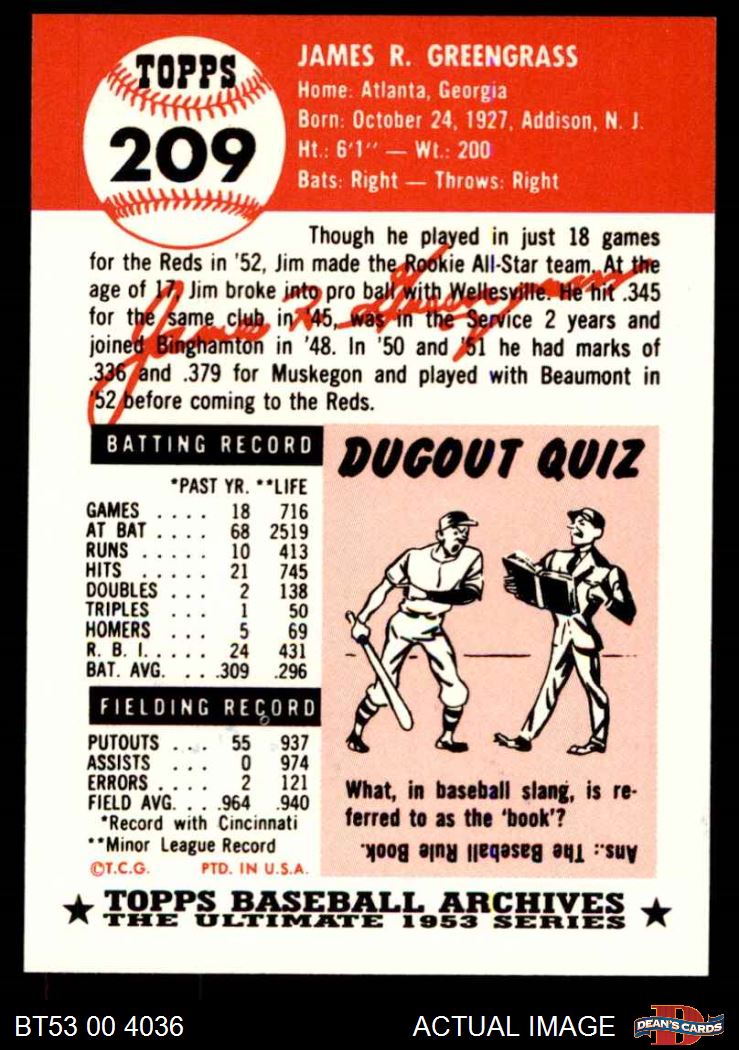 TOPPS
209
JAMES R. GREENGRASS
Home: Atlanta, Georgia
Born: October 24, 1927, Addison, N. J.
Ht.: 6'1" — Wt.: 200
Bats: Right — Throws: Right
Though he played in just 18 games
for the Reds in '52, Jim made the Rookie All-Star team. At the
age of 17, Jim broke into pro ball with Wellesville. He hit .345
for the same club in '45, was in the Service 2 years and
joined Binghamton in '48. In '50 and '51 he had marks of
.336 and .379 for Muskegon and played with Beaumont in
'52 before coming to the Reds.
James R. Greengrass
BATTING RECORD
*PAST YR. **LIFE
GAMES . . . . 18 716
AT BAT . . . . 68 2519
RUNS . . . . . 10 413
HITS . . . . . 21 745
DOUBLES . . . . 2 138
TRIPLES . . . . 1 50
HOMERS . . . . 5 69
R. B. I. . . . . 24 431
BAT. AVG. . . . .309 .296
FIELDING RECORD
PUTOUTS . . . 55 937
ASSISTS . . . 0 974
ERRORS . . . . 2 121
FIELD AVG. . . .964 .940
*Record with Cincinnati
**Minor League Record
©T.C.G. PTD. IN U.S.A.
DUGOUT QUIZ
What, in baseball slang, is re-
ferred to as the 'book'?
Ans.: The Baseball Rule Book.
★ TOPPS BASEBALL ARCHIVES ★
THE ULTIMATE 1953 SERIES
BT53 00 4036
ACTUAL IMAGE
D
DEAN'S CARDS